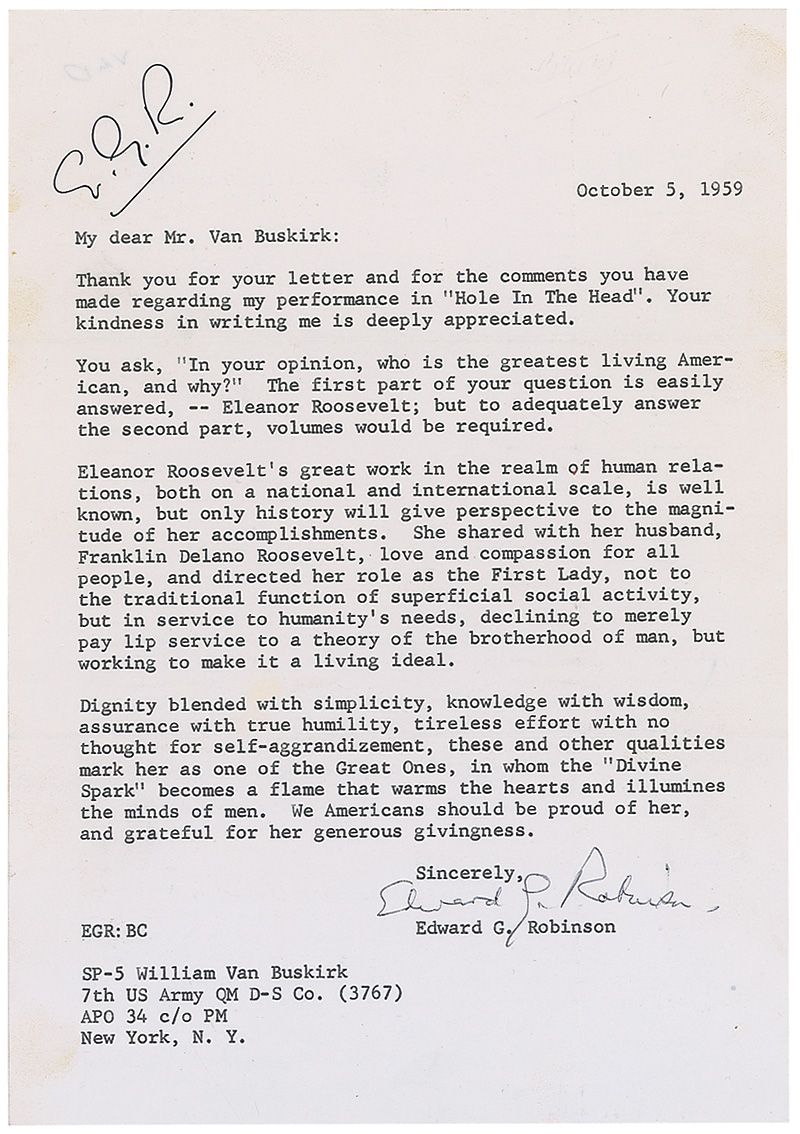 E.G.R.
October 5, 1959
My dear Mr. Van Buskirk:
Thank you for your letter and for the comments you have
made regarding my performance in "Hole In The Head". Your
kindness in writing me is deeply appreciated.
You ask, "In your opinion, who is the greatest living Amer-
ican, and why?" The first part of your question is easily
answered, -- Eleanor Roosevelt; but to adequately answer
the second part, volumes would be required.
Eleanor Roosevelt's great work in the realm of human rela-
tions, both on a national and international scale, is well
known, but only history will give perspective to the magni-
tude of her accomplishments. She shared with her husband,
Franklin Delano Roosevelt, love and compassion for all
people, and directed her role as the First Lady, not to
the traditional function of superficial social activity,
but in service to humanity's needs, declining to merely
pay lip service to a theory of the brotherhood of man, but
working to make it a living ideal.
Dignity blended with simplicity, knowledge with wisdom,
assurance with true humility, tireless effort with no
thought for self-aggrandizement, these and other qualities
mark her as one of the Great Ones, in whom the "Divine
Spark" becomes a flame that warms the hearts and illumines
the minds of men. We Americans should be proud of her,
and grateful for her generous givingness.
Sincerely,
Edward G. Robinson
EGR:BC
Edward G. Robinson
SP-5 William Van Buskirk
7th US Army QM D-S Co. (3767)
APO 34 c/o PM
New York, N. Y.